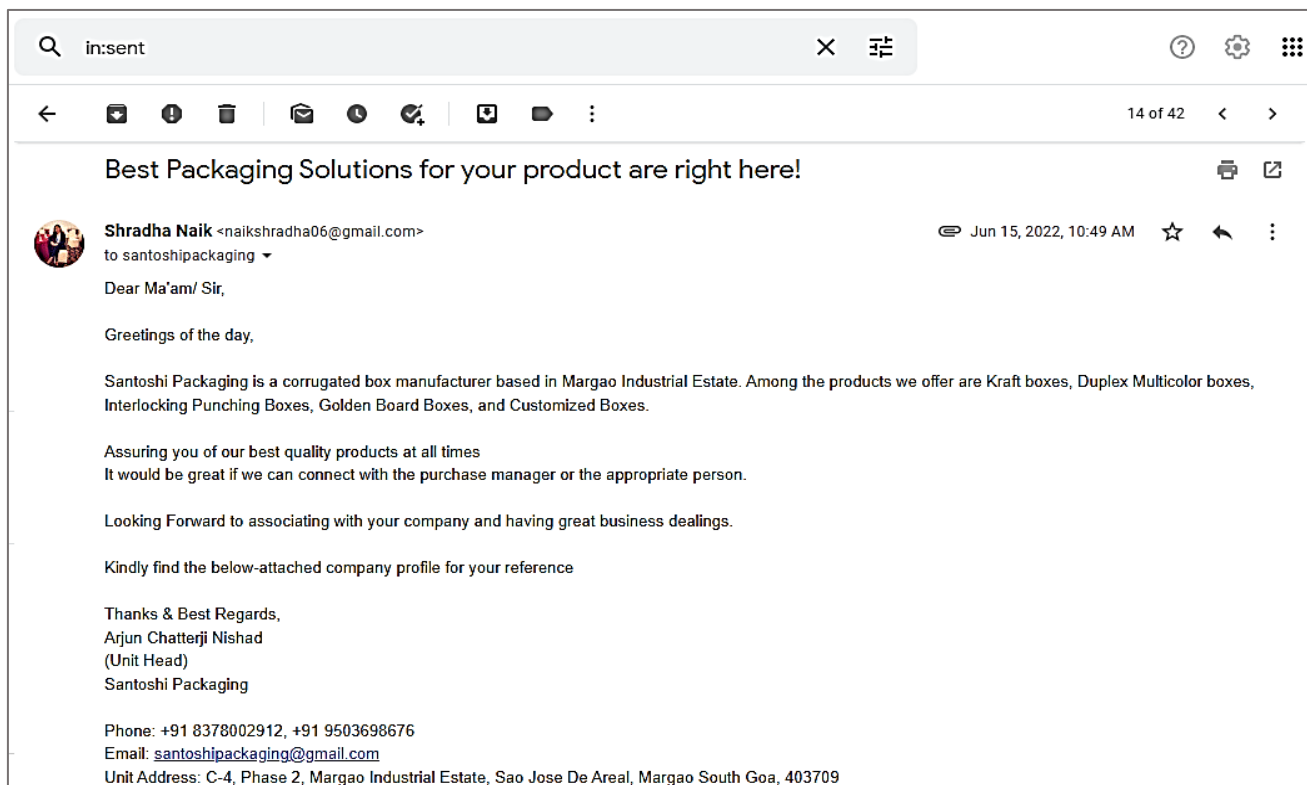 in:sent
14 of 42
Best Packaging Solutions for your product are right here!
Shradha Naik <naikshradha06@gmail.com>
Jun 15, 2022, 10:49 AM
to santoshipackaging
Dear Ma'am/ Sir,
Greetings of the day,
Santoshi Packaging is a corrugated box manufacturer based in Margao Industrial Estate. Among the products we offer are Kraft boxes, Duplex Multicolor boxes,
Interlocking Punching Boxes, Golden Board Boxes, and Customized Boxes.
Assuring you of our best quality products at all times
It would be great if we can connect with the purchase manager or the appropriate person.
Looking Forward to associating with your company and having great business dealings.
Kindly find the below-attached company profile for your reference
Thanks & Best Regards,
Arjun Chatterji Nishad
(Unit Head)
Santoshi Packaging
Phone: +91 8378002912, +91 9503698676
Email: santoshipackaging@gmail.com
Unit Address: C-4, Phase 2, Margao Industrial Estate, Sao Jose De Areal, Margao South Goa, 403709